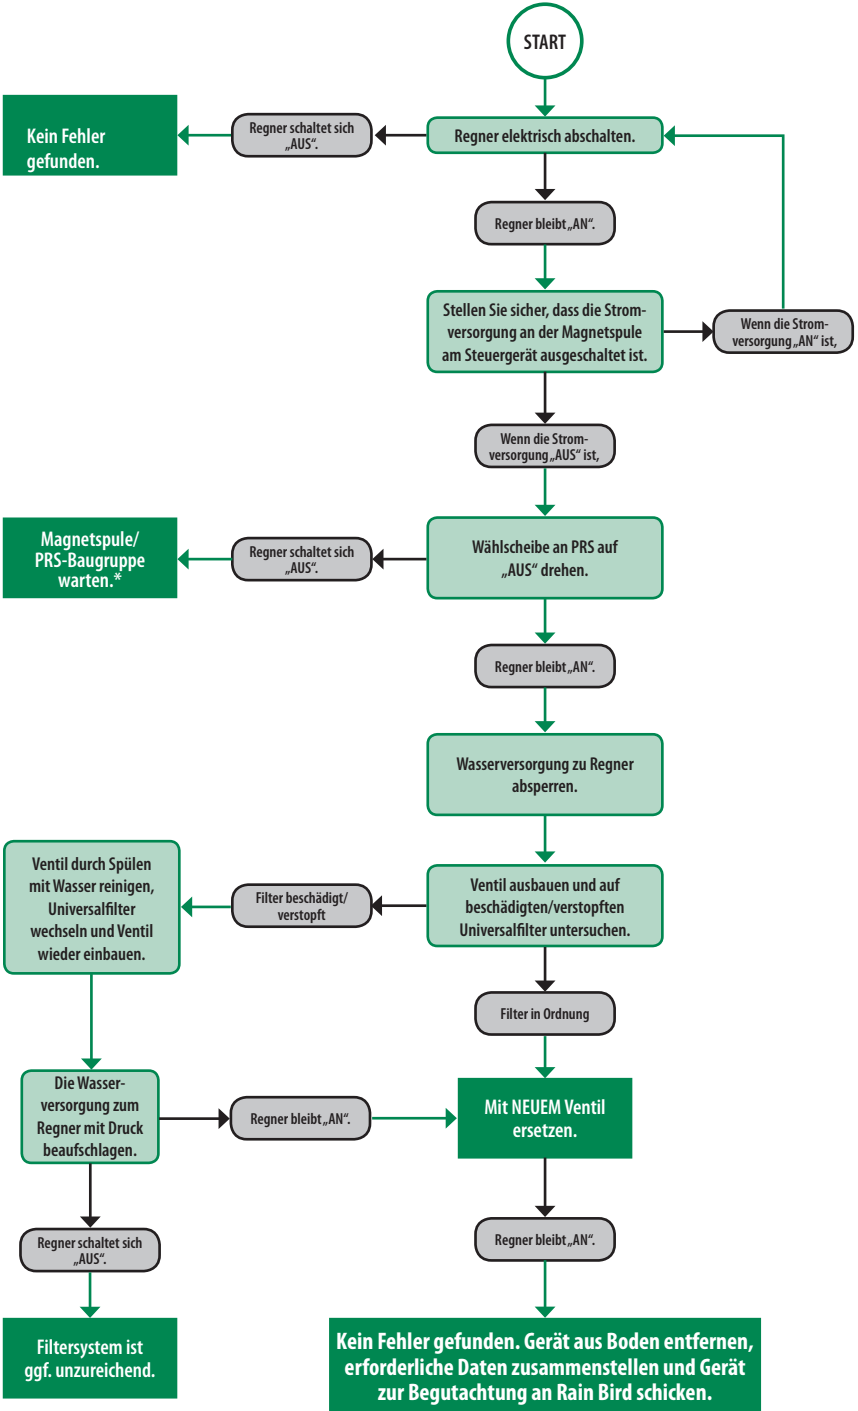 START
Kein Fehler
gefunden.
Regner schaltet sich
„AUS“.
Regner elektrisch abschalten.
Regner bleibt „AN“.
Stellen Sie sicher, dass die Strom-
versorgung an der Magnetspule
am Steuergerät ausgeschaltet ist.
Wenn die Strom-
versorgung „AN“ ist,
Wenn die Strom-
versorgung „AUS“ ist,
Magnetspule/
PRS-Baugruppe
warten.*
Regner schaltet sich
„AUS“.
Wählscheibe an PRS auf
„AUS“ drehen.
Regner bleibt „AN“.
Wasserversorgung zu Regner
absperren.
Ventil durch Spülen
mit Wasser reinigen,
Universalfilter
wechseln und Ventil
wieder einbauen.
Filter beschädigt/
verstopft
Ventil ausbauen und auf
beschädigten/verstopften
Universalfilter untersuchen.
Filter in Ordnung
Die Wasser-
versorgung zum
Regner mit Druck
beaufschlagen.
Regner bleibt „AN“.
Mit NEUEM Ventil
ersetzen.
Regner schaltet sich
„AUS“.
Regner bleibt „AN“.
Filtersystem ist
ggf. unzureichend.
Kein Fehler gefunden. Gerät aus Boden entfernen,
erforderliche Daten zusammenstellen und Gerät
zur Begutachtung an Rain Bird schicken.